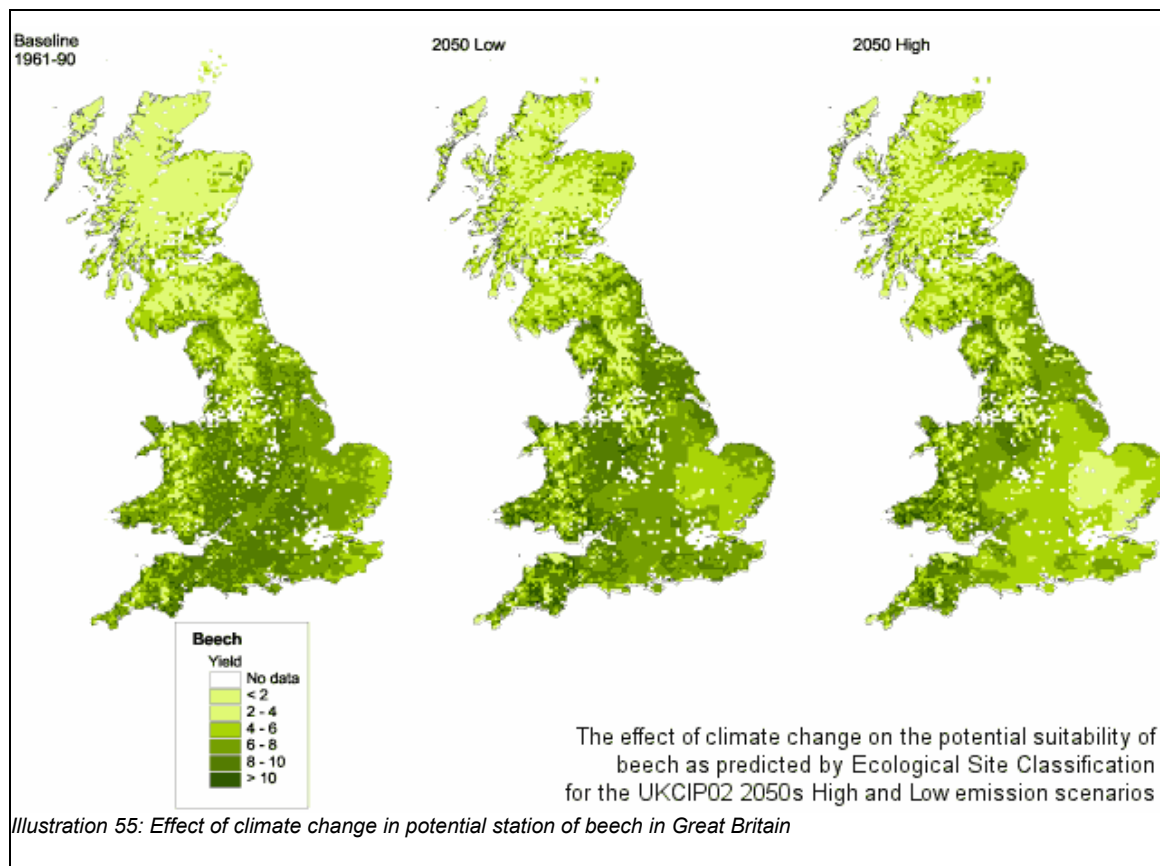 Baseline
1961-90
2050 Low
2050 High
Beech
Yield
No data
< 2
2 - 4
4 - 6
6 - 8
8 - 10
> 10
The effect of climate change on the potential suitability of
beech as predicted by Ecological Site Classification
for the UKCIP02 2050s High and Low emission scenarios
Illustration 55: Effect of climate change in potential station of beech in Great Britain